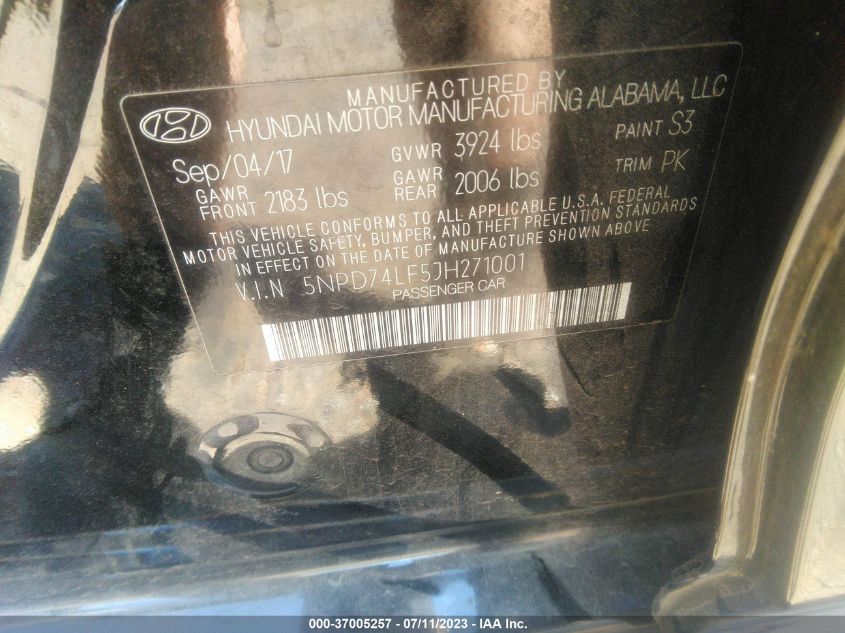 MANUFACTURED BY
HYUNDAI MOTOR MANUFACTURING ALABAMA, LLC
Sep/04/17 GVWR 3924 lbs PAINT S3
GAWR FRONT 2183 lbs GAWR REAR 2006 lbs TRIM PK
THIS VEHICLE CONFORMS TO ALL APPLICABLE U.S.A. FEDERAL
MOTOR VEHICLE SAFETY, BUMPER, AND THEFT PREVENTION STANDARDS
IN EFFECT ON THE DATE OF MANUFACTURE SHOWN ABOVE
V.I.N 5NPD74LF5JH271001
PASSENGER CAR
000-37005257 - 07/11/2023 - IAA Inc.